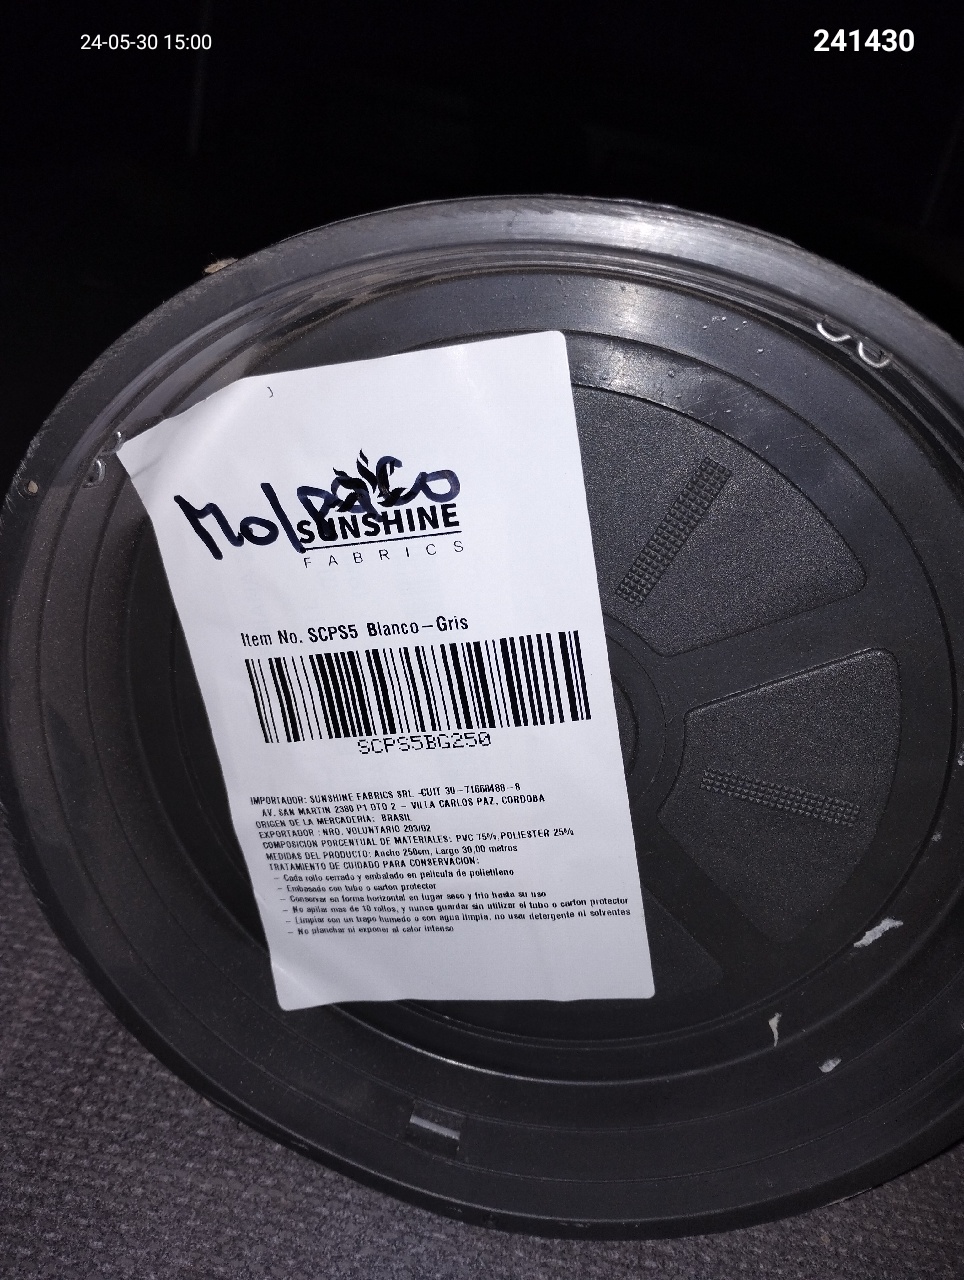 24-05-30 15:00
241430
Molpaco
SUNSHINE
FABRICS
Item No. SCPS5 Blanco-Gris
SCPS5BG250
IMPORTADOR: SUNSHINE FABRICS SRL -CUIT 30-71668488-8
AV. SAN MARTIN 2380 P1 DTO 2 - VILLA CARLOS PAZ, CORDOBA
ORIGEN DE LA MERCADERIA: BRASIL
EXPORTADOR : NRO. VOLUNTARIO 203/02
COMPOSICION PORCENTUAL DE MATERIALES: PVC 75%,POLIESTER 25%
MEDIDAS DEL PRODUCTO: Ancho 250cm, Largo 30,00 metros
TRATAMIENTO DE CUIDADO PARA CONSERVACION:
- Cada rollo cerrado y embalado en pelicula de polietileno
- Embasado con tubo o carton protector
- Conservar en forma horizontal en lugar seco y frio hasta su uso
- No apilar mas de 10 rollos, y nunca guardar sin utilizar el tubo o carton protector
- Limpiar con un trapo humedo o con agua limpia, no usar detergente ni solventes
- No planchar ni exponer al calor intenso